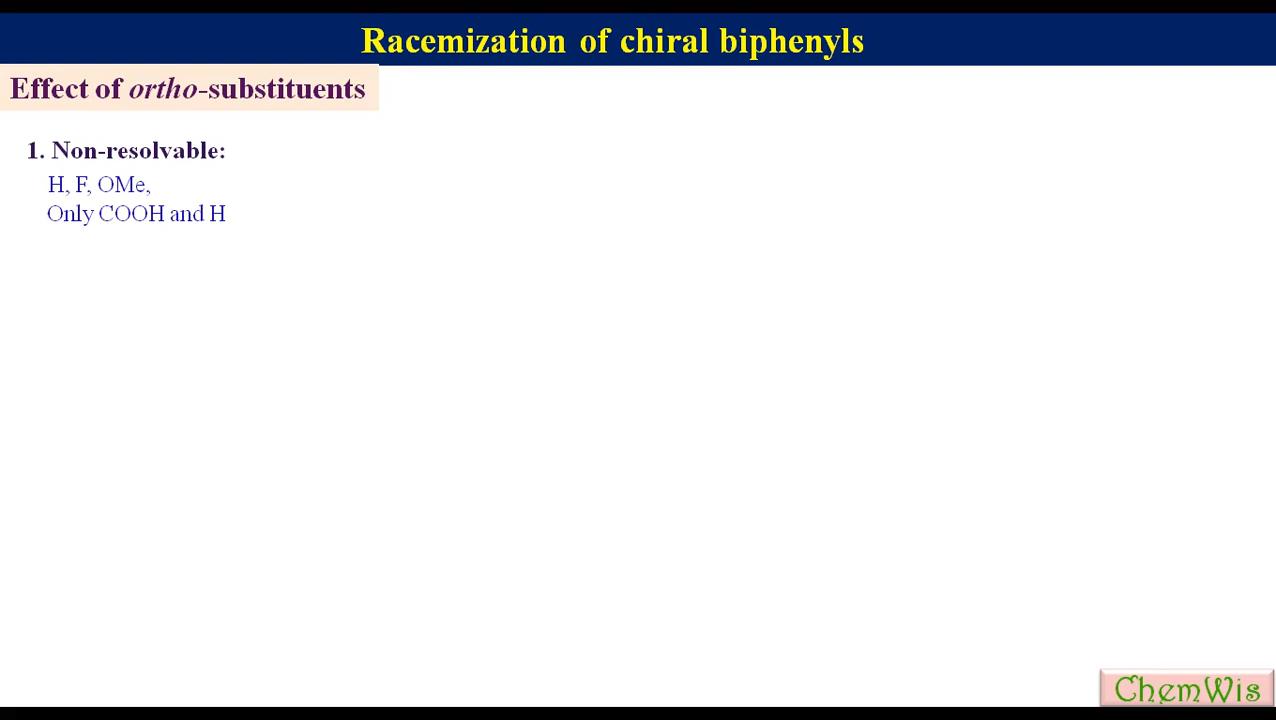 Racemization of chiral biphenyls
Effect of ortho-substituents
1. Non-resolvable:
H, F, OMe,
Only COOH and H
ChemWis